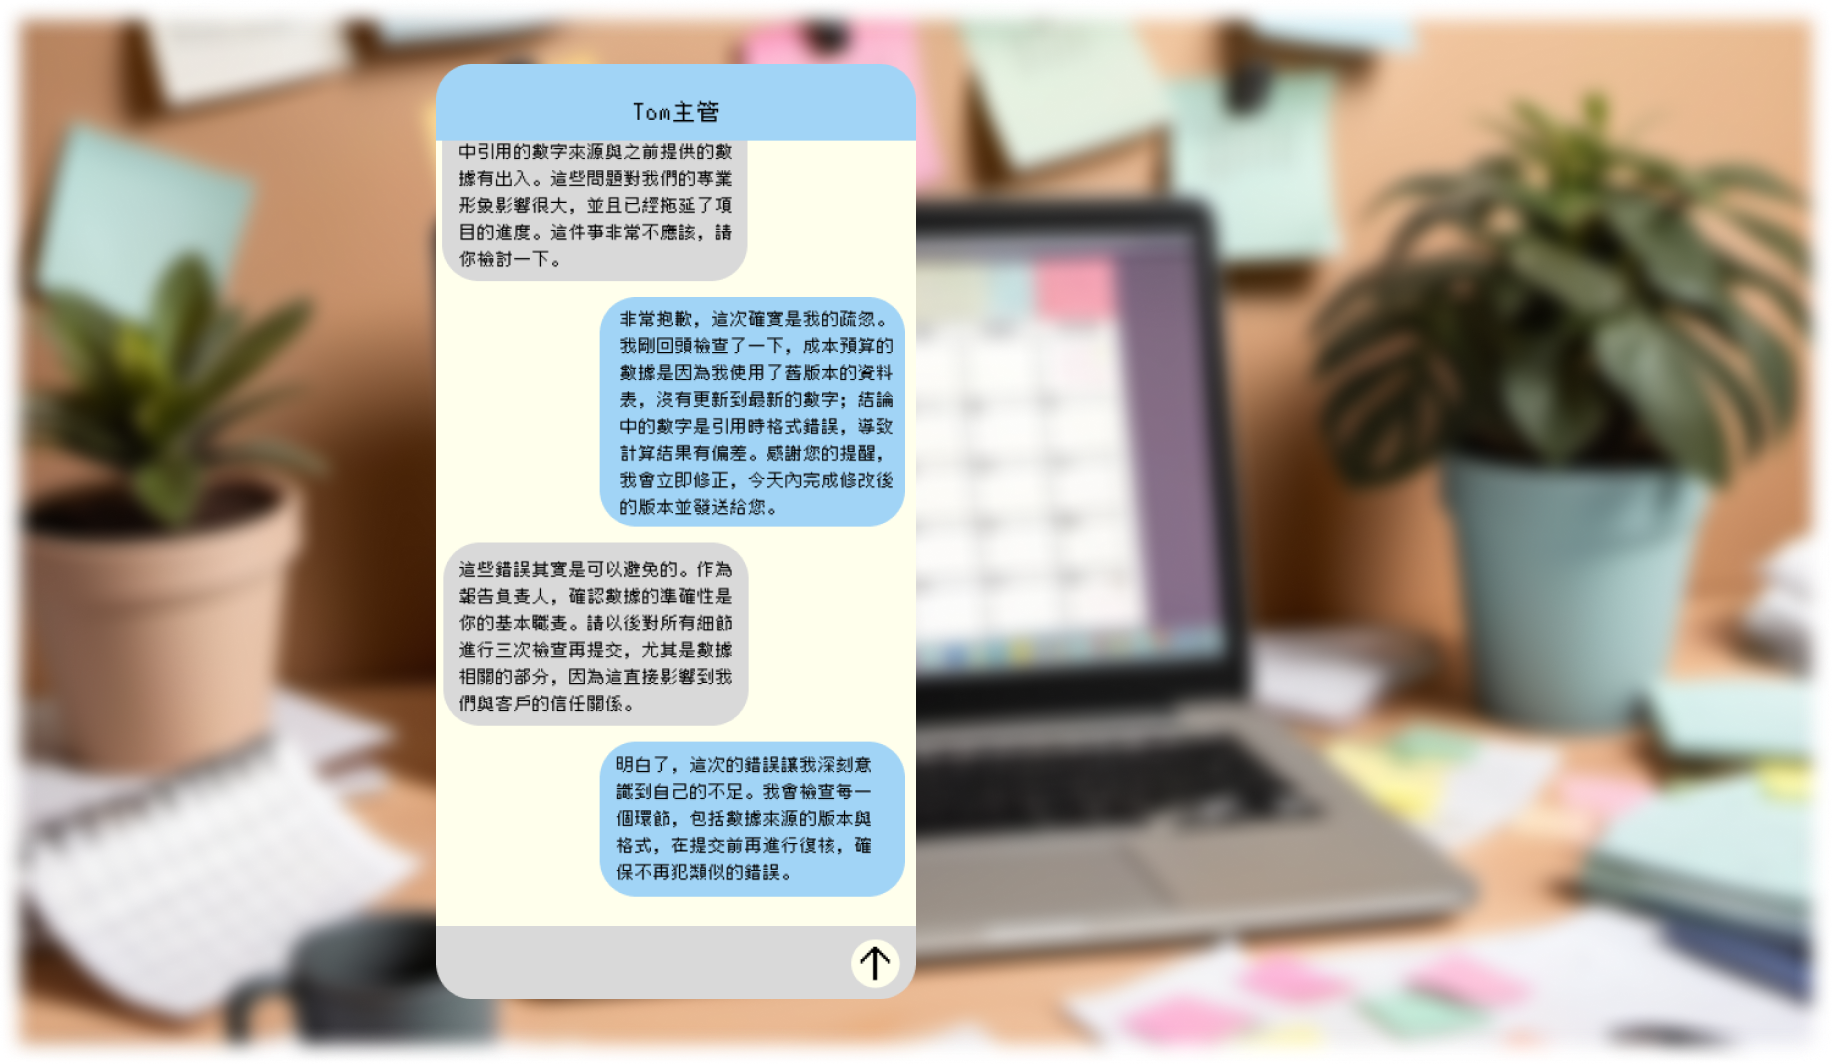 Tom主管
中引用的數字來源與之前提供的數
據有出入。這些問題對我們的專業
形象影響很大，並且已經拖延了項
目的進度。這件事非常不應該，請
你檢討一下。
非常抱歉，這次確實是我的疏忽。
我剛回頭檢查了一下，成本預算的
數據是因為我使用了舊版本的資料
表，沒有更新到最新的數字；結論
中的數字是引用時格式錯誤，導致
計算結果有偏差。感謝您的提醒，
我會立即修正，今天內完成修改後
的版本並發送給您。
這些錯誤其實是可以避免的。作為
報告負責人，確認數據的準確性是
你的基本職責。請以後對所有細節
進行三次檢查再提交，尤其是數據
相關的部分，因為這直接影響到我
們與客戶的信任關係。
明白了，這次的錯誤讓我深刻意
識到自己的不足。我會檢查每一
個環節，包括數據來源的版本與
格式，在提交前再進行復核，確
保不再犯類似的錯誤。